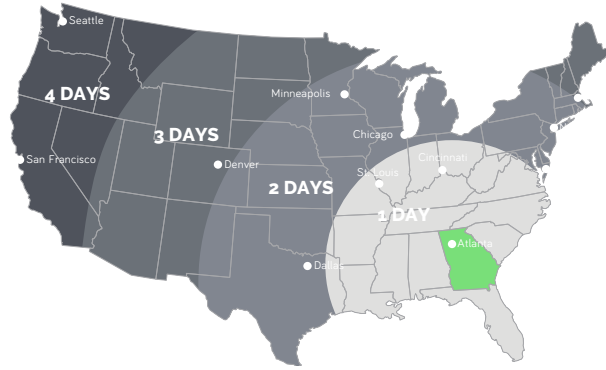 Seattle
4 DAYS
Minneapolis
3 DAYS
Chicago
San Francisco
Denver
Cincinnati
St. Louis
2 DAYS
1 DAY
Atlanta
Dallas